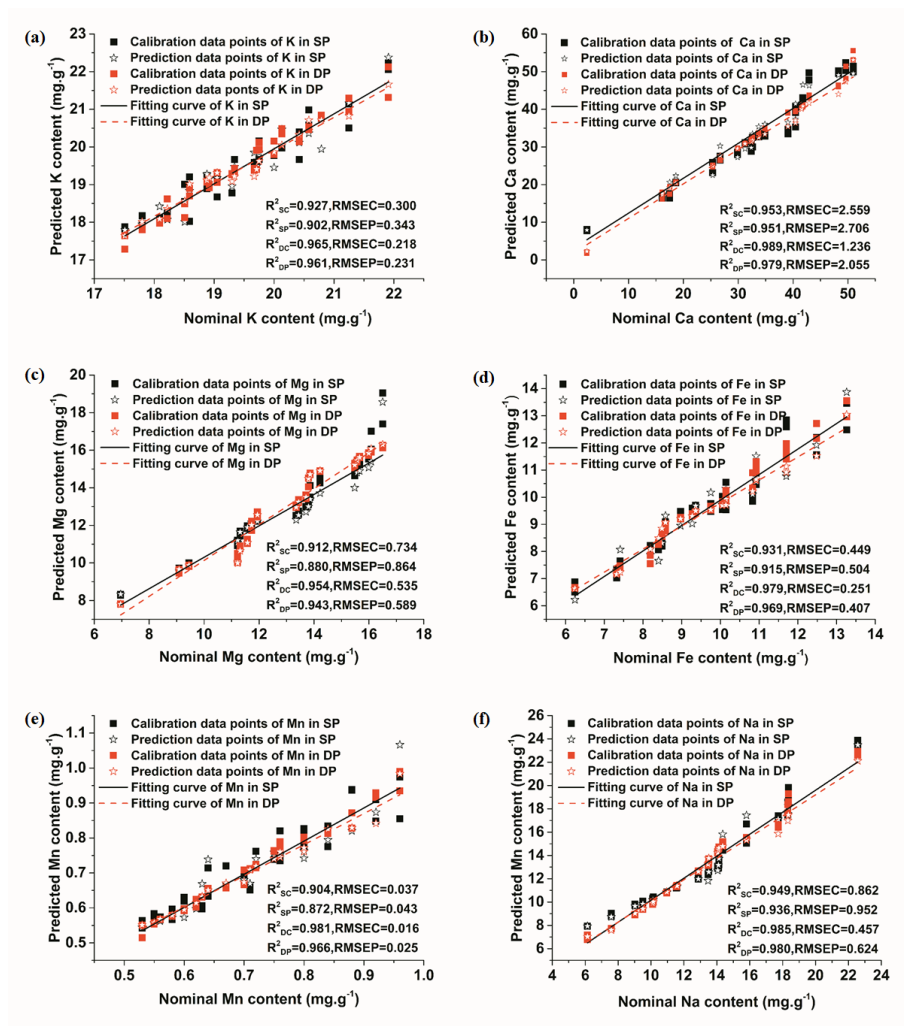 (a)
Calibration data points of K in SP
Prediction data points of K in SP
Calibration data points of K in DP
Prediction data points of K in DP
Fitting curve of K in SP
Fitting curve of K in DP
R²SC=0.927,RMSEC=0.300
R²SP=0.902,RMSEP=0.343
R²DC=0.965,RMSEC=0.218
R²DP=0.961,RMSEP=0.231
Predicted K content (mg.g⁻¹)
23
22
21
20
19
18
17
17 18 19 20 21 22
Nominal K content (mg.g⁻¹)
(b)
Calibration data points of Ca in SP
Prediction data points of Ca in SP
Calibration data points of Ca in DP
Prediction data points of Ca in DP
Fitting curve of Ca in SP
Fitting curve of Ca in DP
R²SC=0.953,RMSEC=2.559
R²SP=0.951,RMSEP=2.706
R²DC=0.989,RMSEC=1.236
R²DP=0.979,RMSEP=2.055
Predicted Ca content (mg.g⁻¹)
60
50
40
30
20
10
0
0 10 20 30 40 50
Nominal Ca content (mg.g⁻¹)
(c)
Calibration data points of Mg in SP
Prediction data points of Mg in SP
Calibration data points of Mg in DP
Prediction data points of Mg in DP
Fitting curve of Mg in SP
Fitting curve of Mg in DP
R²SC=0.912,RMSEC=0.734
R²SP=0.880,RMSEP=0.864
R²DC=0.954,RMSEC=0.535
R²DP=0.943,RMSEP=0.589
Predicted Mg content (mg.g⁻¹)
20
18
16
14
12
10
8
6 8 10 12 14 16 18
Nominal Mg content (mg.g⁻¹)
(d)
Calibration data points of Fe in SP
Prediction data points of Fe in SP
Calibration data points of Fe in DP
Prediction data points of Fe in DP
Fitting curve of Fe in SP
Fitting curve of Fe in DP
R²SC=0.931,RMSEC=0.449
R²SP=0.915,RMSEP=0.504
R²DC=0.979,RMSEC=0.251
R²DP=0.969,RMSEP=0.407
Predicted Fe content (mg.g⁻¹)
14
13
12
11
10
9
8
7
6
6 7 8 9 10 11 12 13 14
Nominal Fe content (mg.g⁻¹)
(e)
Calibration data points of Mn in SP
Prediction data points of Mn in SP
Calibration data points of Mn in DP
Prediction data points of Mn in DP
Fitting curve of Mn in SP
Fitting curve of Mn in DP
R²SC=0.904,RMSEC=0.037
R²SP=0.872,RMSEP=0.043
R²DC=0.981,RMSEC=0.016
R²DP=0.966,RMSEP=0.025
Predicted Mn content (mg.g⁻¹)
1.1
1.0
0.9
0.8
0.7
0.6
0.5
0.5 0.6 0.7 0.8 0.9 1.0
Nominal Mn content (mg.g⁻¹)
(f)
Calibration data points of Na in SP
Prediction data points of Na in SP
Calibration data points of Na in DP
Prediction data points of Na in DP
Fitting curve of Na in SP
Fitting curve of Na in DP
R²SC=0.949,RMSEC=0.862
R²SP=0.936,RMSEP=0.952
R²DC=0.985,RMSEC=0.457
R²DP=0.980,RMSEP=0.624
Predicted Mn content (mg.g⁻¹)
26
24
22
20
18
16
14
12
10
8
6
6 8 10 12 14 16 18 20 22 24
Nominal Na content (mg.g⁻¹)